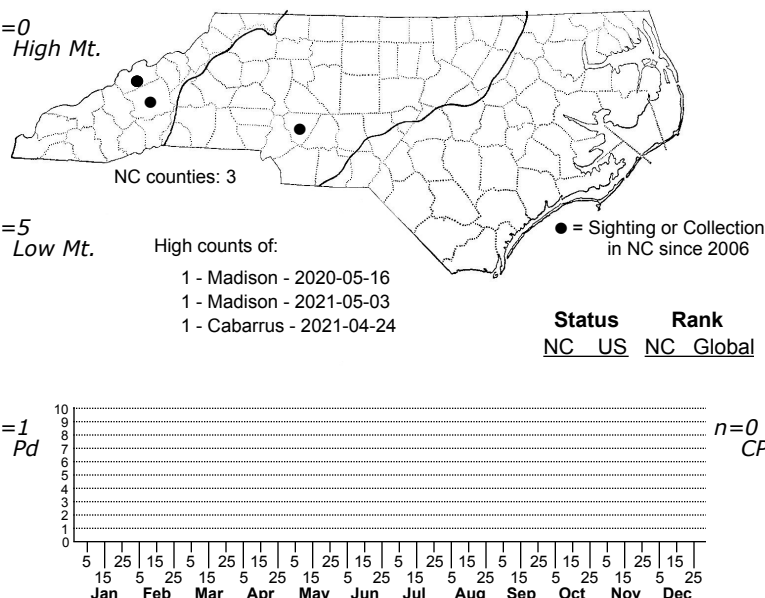 =0
High Mt.
NC counties: 3
=5
Low Mt.
High counts of:
1 - Madison - 2020-05-16
1 - Madison - 2021-05-03
1 - Cabarrus - 2021-04-24
● = Sighting or Collection
in NC since 2006
Status Rank
NC US NC Global
=1
Pd
n=0
CP
10
9
8
7
6
5
4
3
2
1
0
5 25 15 5 25 15 5 25 15 5 25 15 5 25 15 5 25 15
15 5 25 15 5 25 15 5 25 15 5 25 15 5 25 15 5 25
Jan Feb Mar Apr May Jun Jul Aug Sep Oct Nov Dec